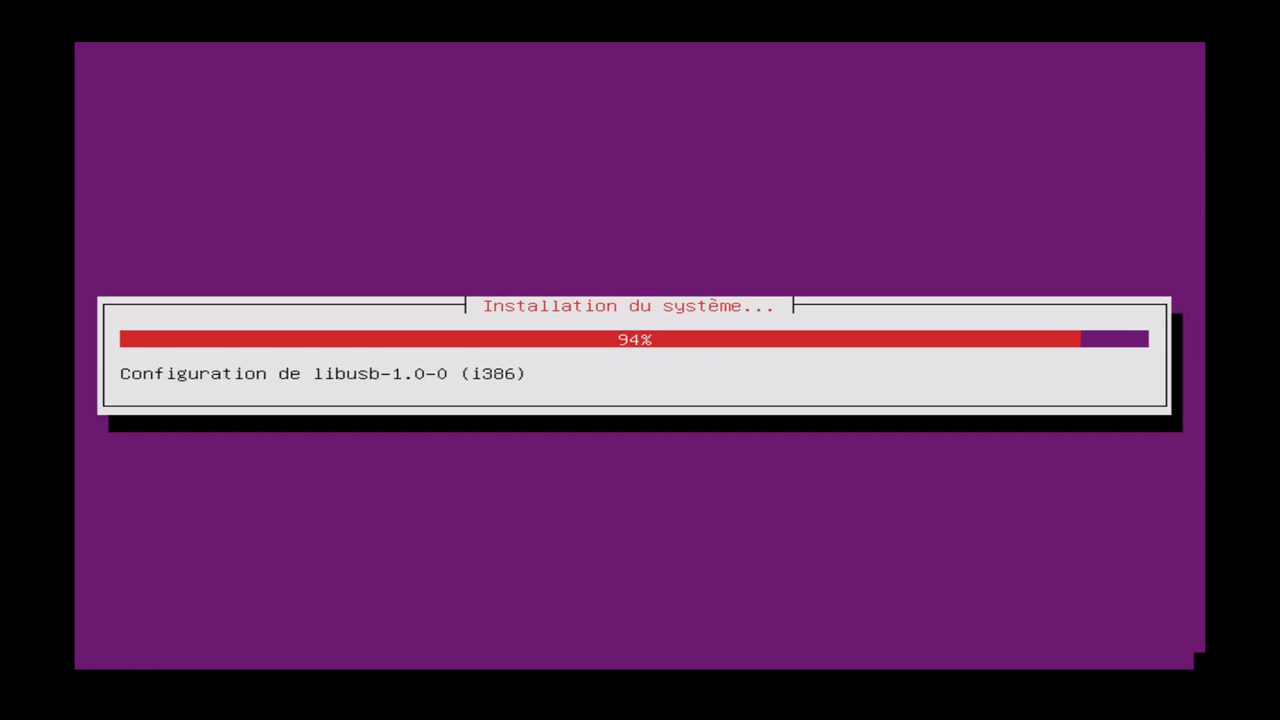 Installation du système...
94%
Configuration de libusb-1.0-0 (i386)